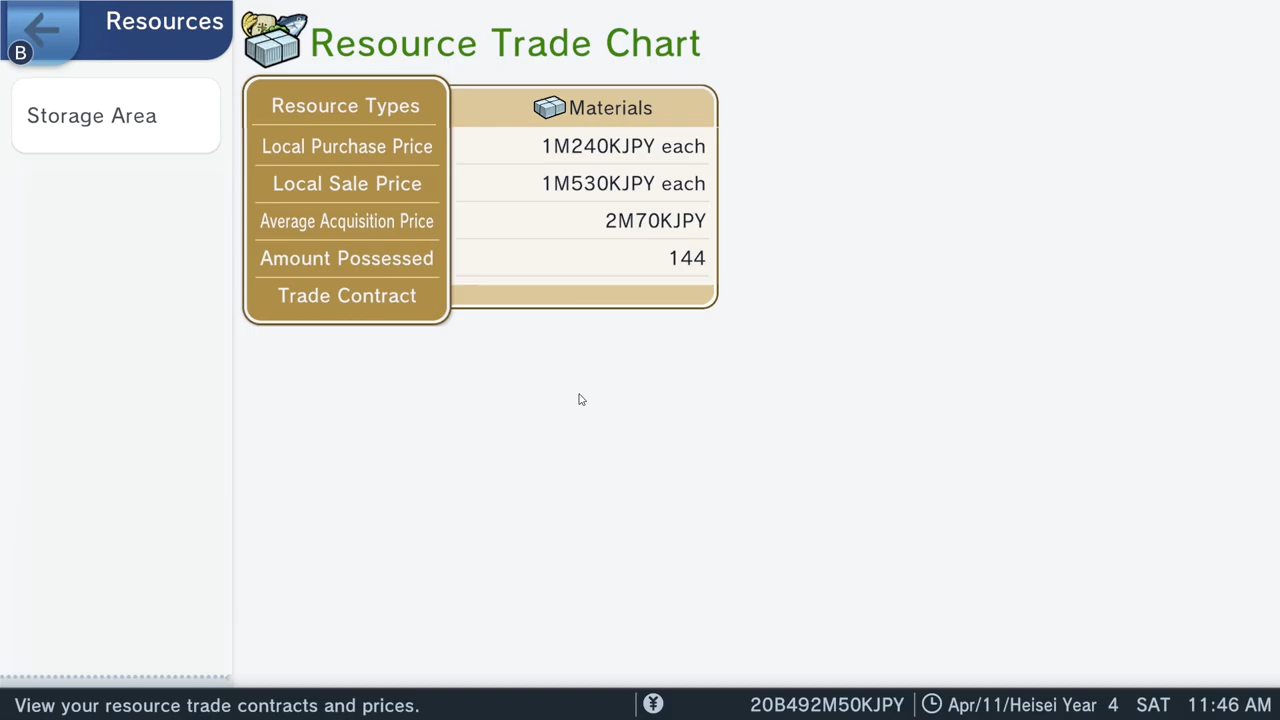 Resources
B
Storage Area
Resource Trade Chart
Resource Types
Materials
Local Purchase Price
1M240KJPY each
Local Sale Price
1M530KJPY each
Average Acquisition Price
2M70KJPY
Amount Possessed
144
Trade Contract
View your resource trade contracts and prices.
¥ 20B492M50KJPY
Apr/11/Heisei Year 4 SAT 11:46 AM